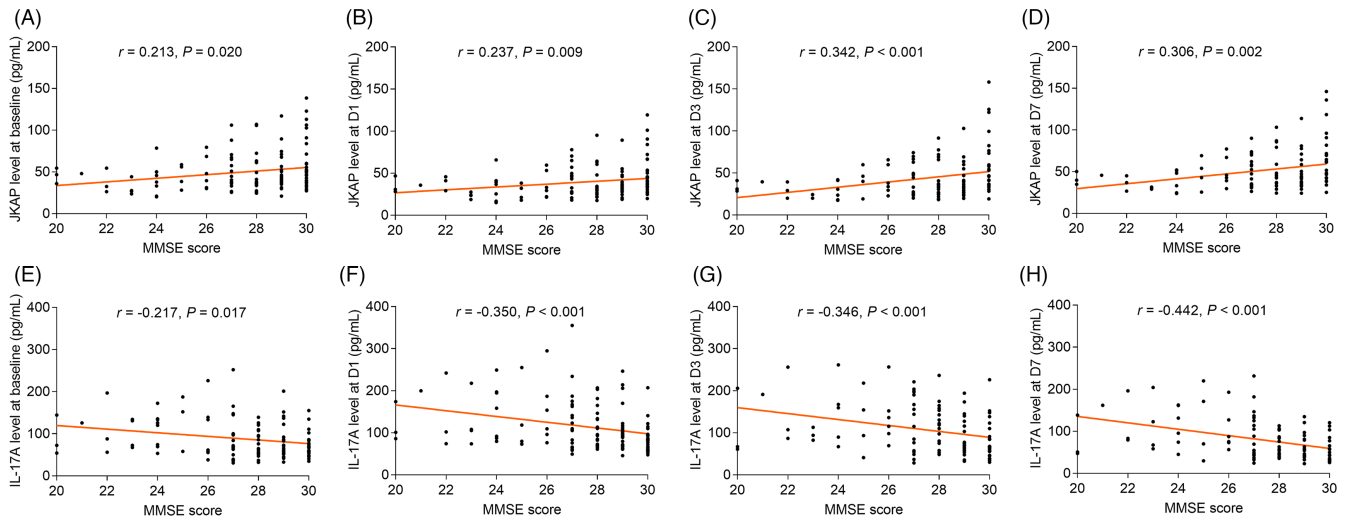 (A)
r = 0.213, P = 0.020
JKAP level at baseline (pg/mL)
200
150
100
50
0
20 22 24 26 28 30
MMSE score
(B)
r = 0.237, P = 0.009
JKAP level at D1 (pg/mL)
200
150
100
50
0
20 22 24 26 28 30
MMSE score
(C)
r = 0.342, P < 0.001
JKAP level at D3 (pg/mL)
200
150
100
50
0
20 22 24 26 28 30
MMSE score
(D)
r = 0.306, P = 0.002
JKAP level at D7 (pg/mL)
200
150
100
50
0
20 22 24 26 28 30
MMSE score
(E)
r = -0.217, P = 0.017
IL-17A level at baseline (pg/mL)
400
300
200
100
0
20 22 24 26 28 30
MMSE score
(F)
r = -0.350, P < 0.001
IL-17A level at D1 (pg/mL)
400
300
200
100
0
20 22 24 26 28 30
MMSE score
(G)
r = -0.346, P < 0.001
IL-17A level at D3 (pg/mL)
400
300
200
100
0
20 22 24 26 28 30
MMSE score
(H)
r = -0.442, P < 0.001
IL-17A level at D7 (pg/mL)
400
300
200
100
0
20 22 24 26 28 30
MMSE score